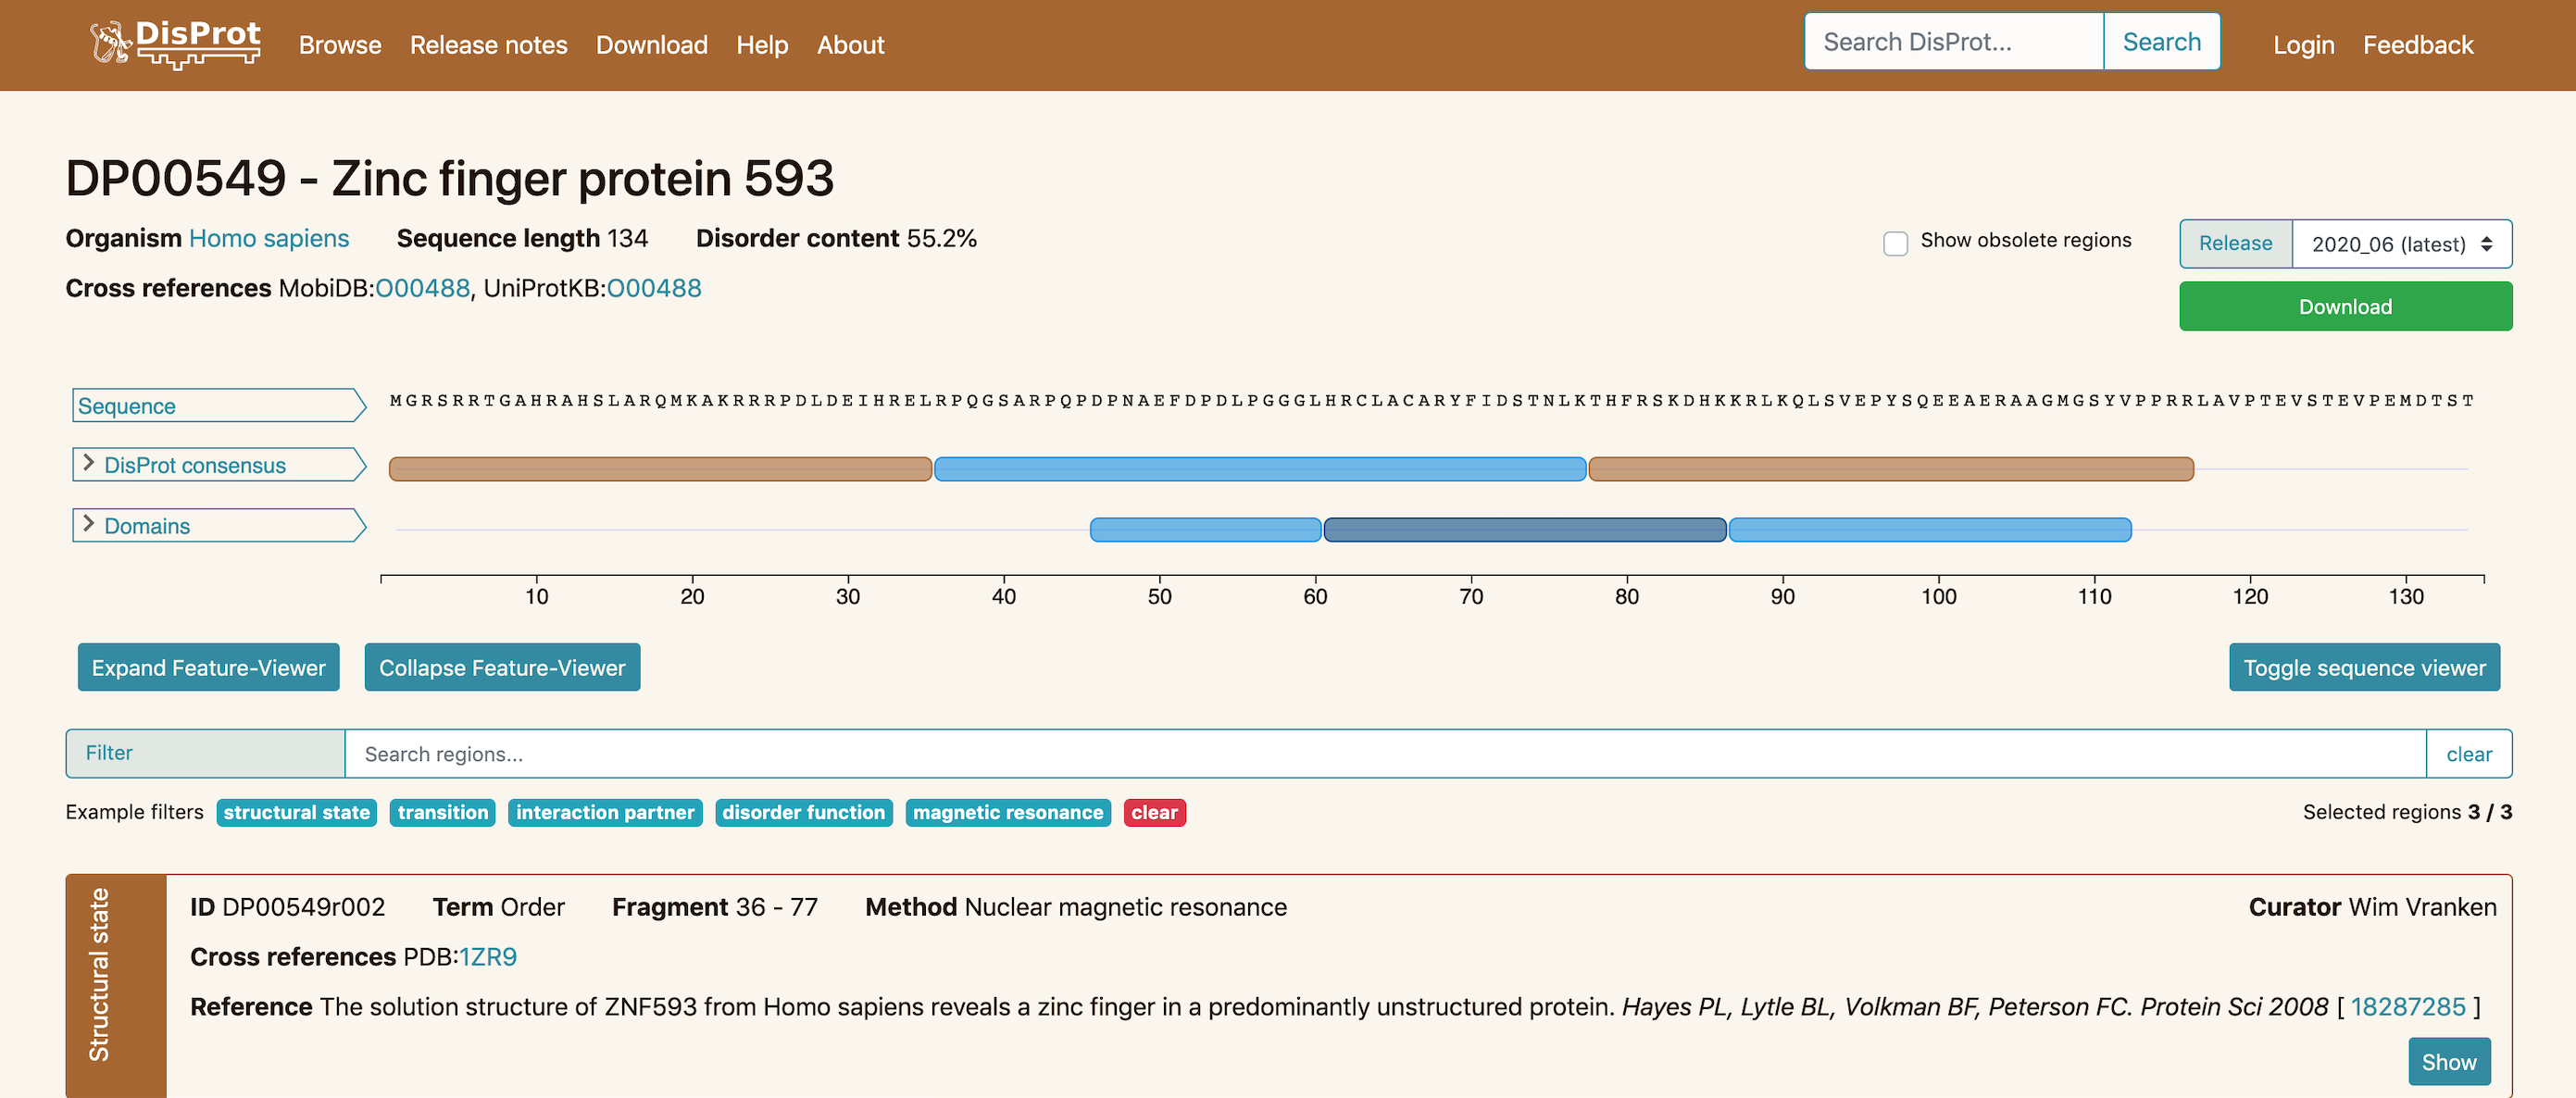 DisProt Browse Release notes Download Help About Search DisProt... Search Login Feedback
DP00549 - Zinc finger protein 593
Organism Homo sapiens Sequence length 134 Disorder content 55.2% Show obsolete regions Release 2020_06 (latest)
Cross references MobiDB:O00488, UniProtKB:O00488
Download
Sequence MGRSRRTGAHRAHSLARQMKAKRRRPDLDEIHRELRPQGSARPQPDPNAEFDPDLPGGGLHRCLACARYFIDSTNLKTHFRSKDHKKRLKQLSVEPYSQEEAERAAGMGSYVPPRRLAVPTEVSTEVPEMDTST
DisProt consensus
Domains
10 20 30 40 50 60 70 80 90 100 110 120 130
Expand Feature-Viewer Collapse Feature-Viewer Toggle sequence viewer
Filter Search regions... clear
Example filters structural state transition interaction partner disorder function magnetic resonance clear Selected regions 3 / 3
Structural state
ID DP00549r002 Term Order Fragment 36 - 77 Method Nuclear magnetic resonance Curator Wim Vranken
Cross references PDB:1ZR9
Reference The solution structure of ZNF593 from Homo sapiens reveals a zinc finger in a predominantly unstructured protein. Hayes PL, Lytle BL, Volkman BF, Peterson FC. Protein Sci 2008 [ 18287285 ]
Show